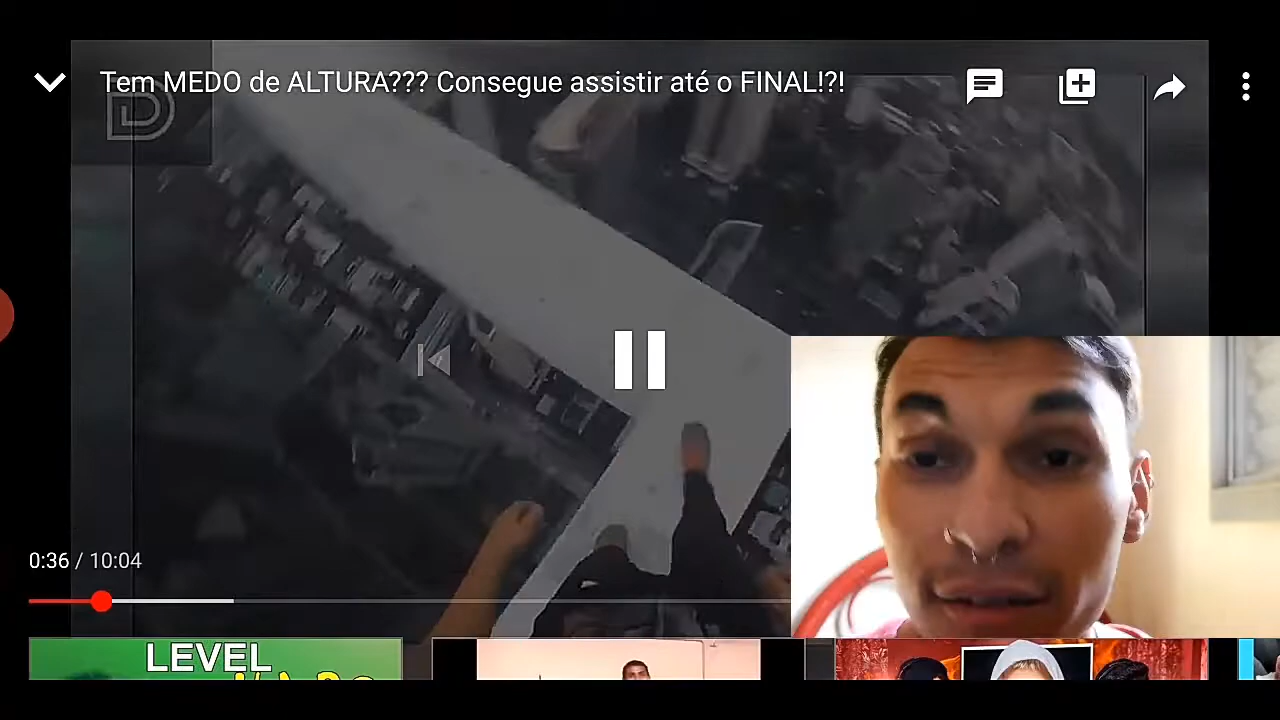 Tem MEDO de ALTURA??? Consegue assistir até o FINAL!?!
0:36 / 10:04
LEVEL